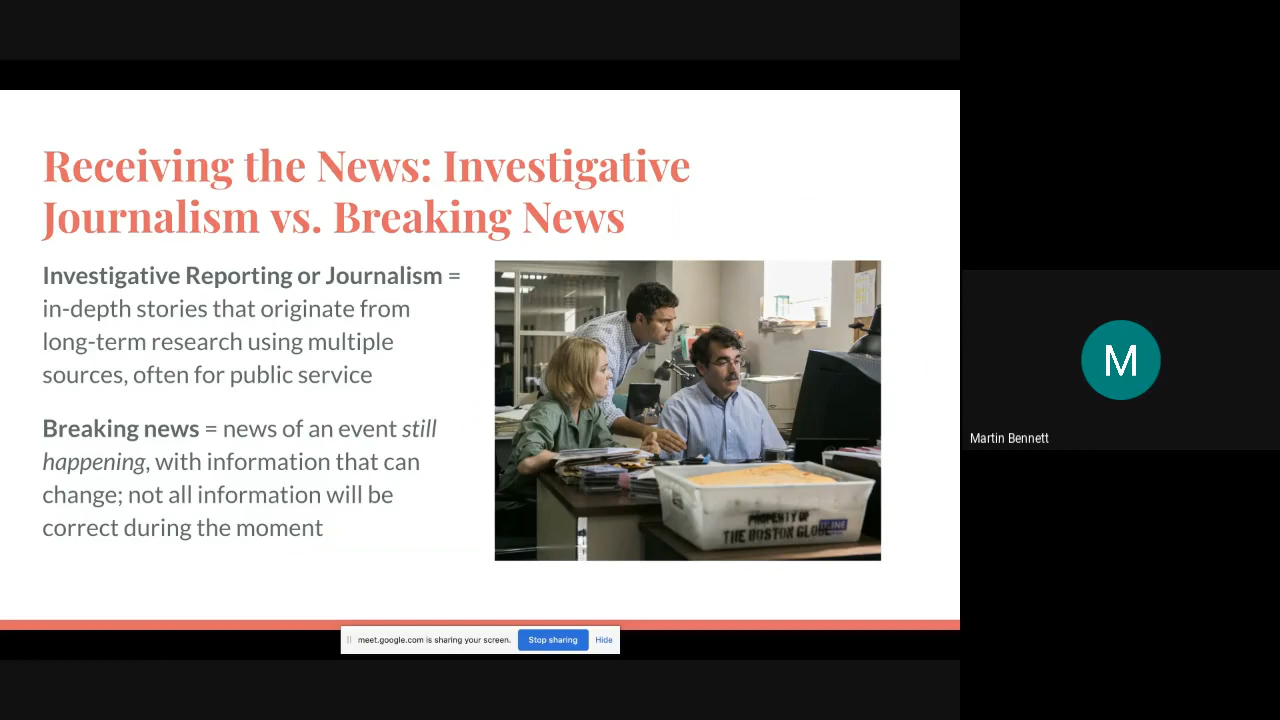 Receiving the News: Investigative
Journalism vs. Breaking News
Investigative Reporting or Journalism =
in-depth stories that originate from
long-term research using multiple
sources, often for public service
Breaking news = news of an event still
happening, with information that can
change; not all information will be
correct during the moment
PROPERTY OF
THE BOSTON
M
Martin Bennett
meet.google.com is sharing your screen.
Stop sharing
Hide